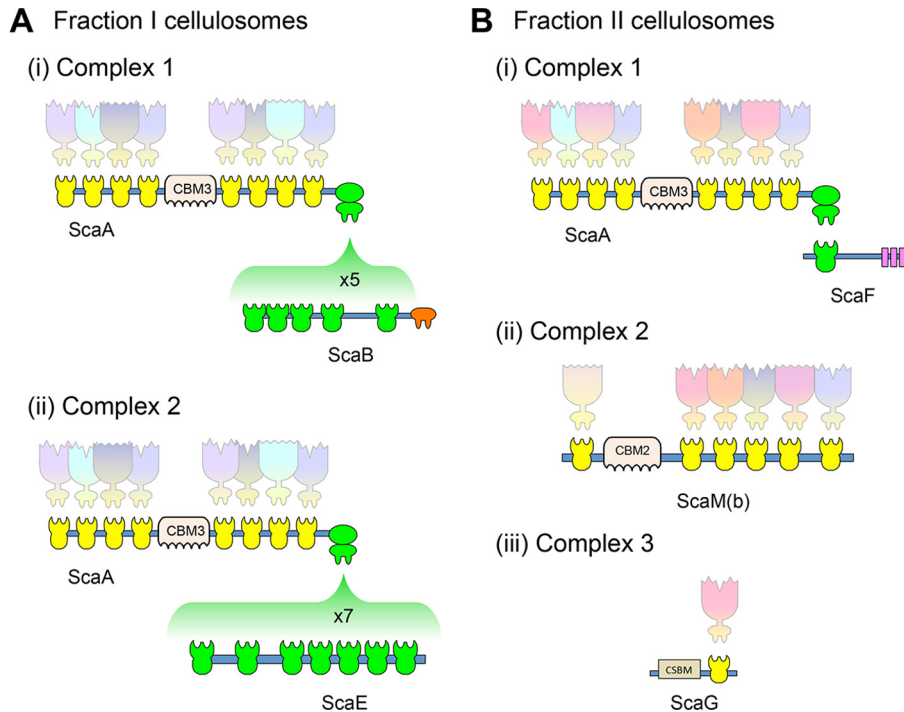 A Fraction I cellulosomes
(i) Complex 1
CBM3
ScaA
x5
ScaB
(ii) Complex 2
CBM3
ScaA
x7
ScaE
B Fraction II cellulosomes
(i) Complex 1
CBM3
ScaA
ScaF
(ii) Complex 2
CBM2
ScaM(b)
(iii) Complex 3
CSBM
ScaG